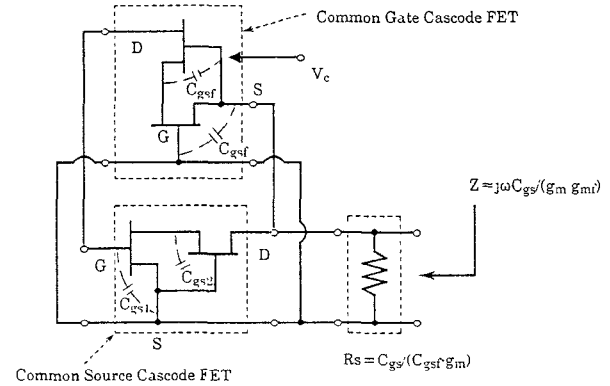 Common Gate Cascode FET
D
V_c
C_gsf
S
G
C_gsf
Z=jωC_gs/(g_m g_mf)
G
C_gs2
D
C_gs1
S
Rs=C_gs/(C_gsf·g_m)
Common Source Cascode FET